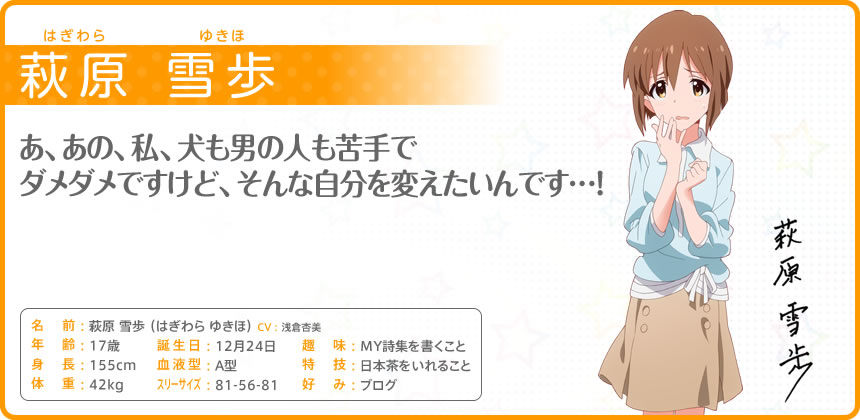 はぎわら ゆきほ
萩原 雪歩
あ、あの、私、犬も男の人も苦手で
ダメダメですけど、そんな自分を変えたいんです…!
名 前：萩原 雪歩（はぎわら ゆきほ） CV：浅倉杏美
年 齢：17歳 誕生日：12月24日 趣 味：MY詩集を書くこと
身 長：155cm 血液型：A型 特 技：日本茶をいれること
体 重：42kg スリーサイズ：81-56-81 好 み：ブログ
萩原 雪歩